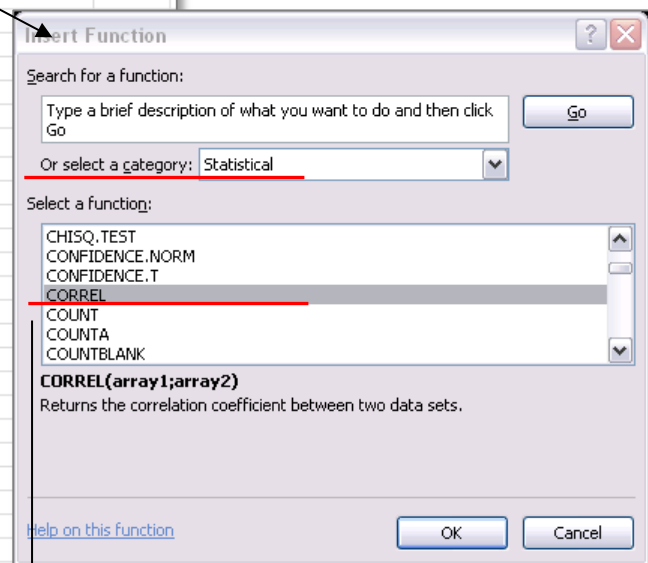 Insert Function
Search for a function:
Type a brief description of what you want to do and then click
Go
Go
Or select a category: Statistical
Select a function:
CHISQ.TEST
CONFIDENCE.NORM
CONFIDENCE.T
CORREL
COUNT
COUNTA
COUNTBLANK
CORREL(array1;array2)
Returns the correlation coefficient between two data sets.
Help on this function
OK
Cancel